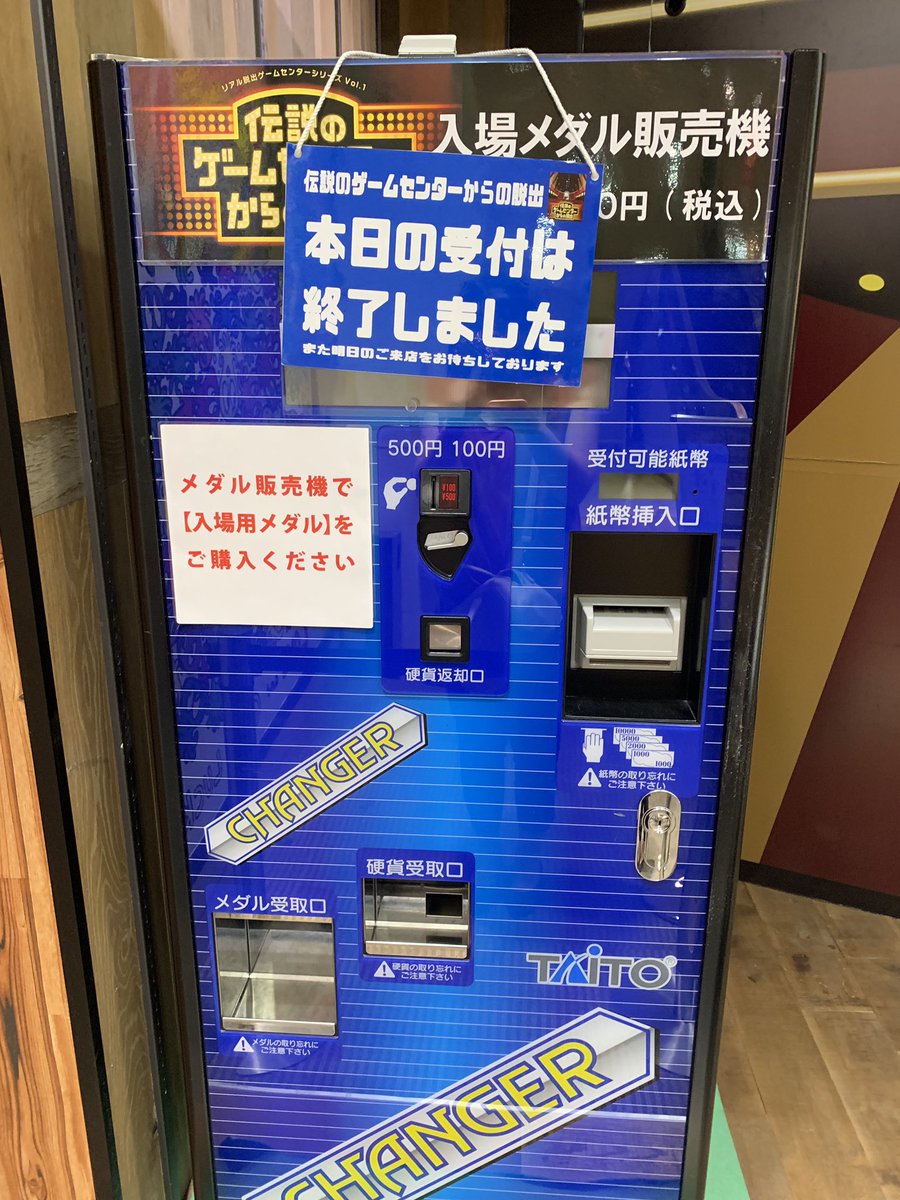 リアル脱出ゲームセンターシリーズ Vol.1
伝説の
ゲームセ
からの
入場メダル販売機
0円(税込)
伝説のゲームセンターからの脱出
本日の受付は
終了しました
また明日のご来店をお待ちしております
メダル販売機で
【入場用メダル】を
ご購入ください
500円 100円
¥100
¥500
硬貨返却口
受付可能紙幣
紙幣挿入口
10000
5000
2000
1000
1000
紙幣の取り忘れに
ご注意下さい
CHANGER
硬貨受取口
硬貨の取り忘れに
ご注意下さい
メダル受取口
メダルの取り忘れに
ご注意下さい
TAITO®
CHANGER